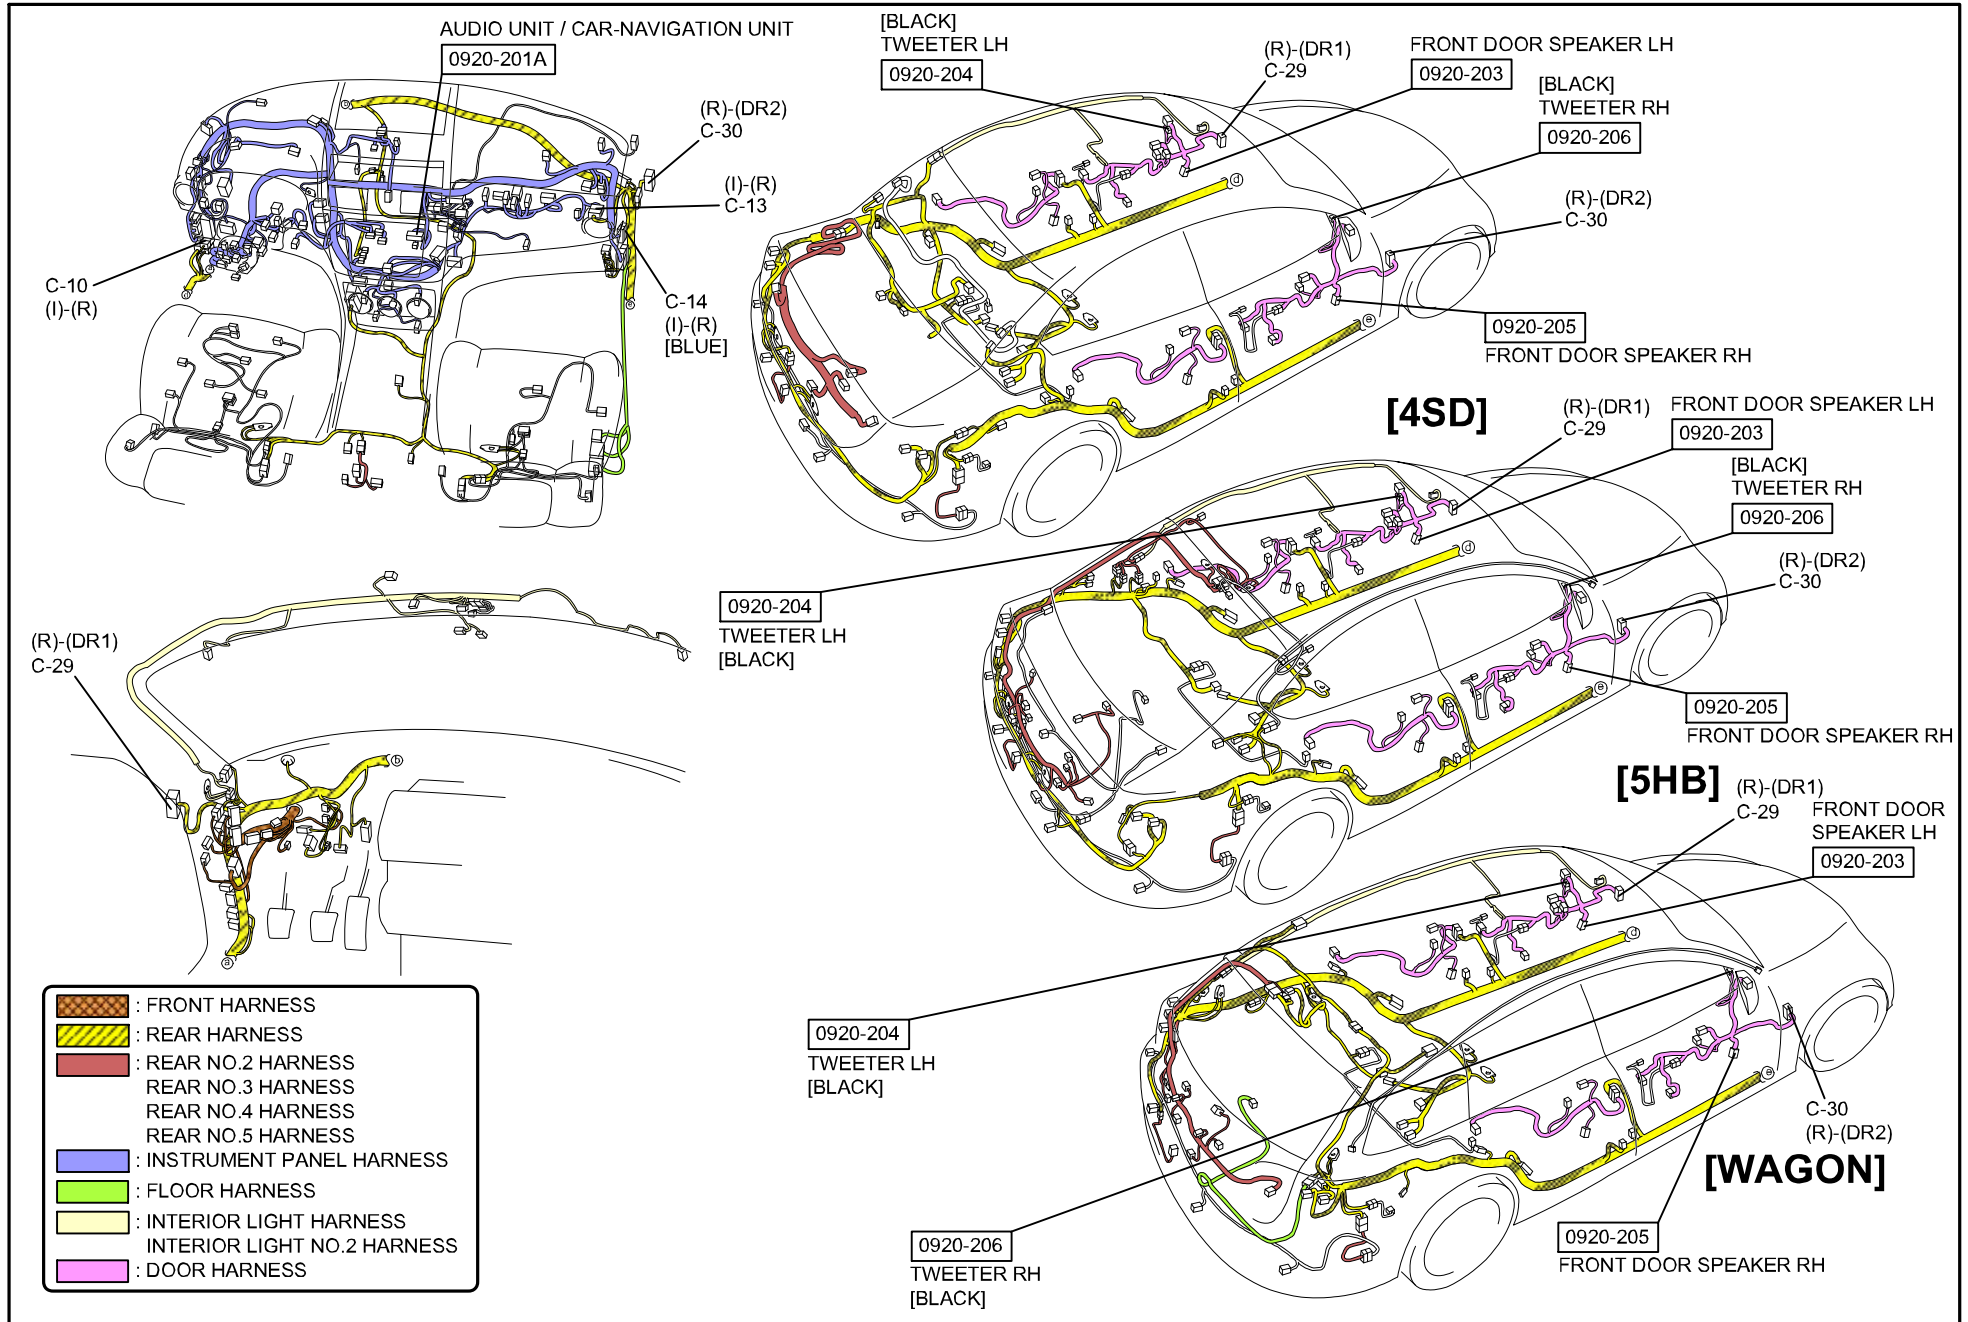 AUDIO UNIT / CAR-NAVIGATION UNIT
0920-201A
(R)-(DR2)
C-30
(I)-(R)
C-13
C-10
(I)-(R)
C-14
(I)-(R)
[BLUE]
b
a
d
d
[BLACK]
TWEETER LH
0920-204
(R)-(DR1)
C-29
FRONT DOOR SPEAKER LH
0920-203
[BLACK]
TWEETER RH
0920-206
(R)-(DR2)
C-30
0920-205
FRONT DOOR SPEAKER RH
d
a
[4SD]
(R)-(DR1)
C-29
FRONT DOOR SPEAKER LH
0920-203
[BLACK]
TWEETER RH
0920-206
(R)-(DR2)
C-30
0920-204
TWEETER LH
[BLACK]
0920-205
FRONT DOOR SPEAKER RH
d
a
[5HB]
(R)-(DR1)
C-29
b
a
(R)-(DR1)
C-29
FRONT DOOR
SPEAKER LH
0920-203
0920-204
TWEETER LH
[BLACK]
C-30
(R)-(DR2)
d
a
[WAGON]
0920-206
TWEETER RH
[BLACK]
0920-205
FRONT DOOR SPEAKER RH
: FRONT HARNESS
: REAR HARNESS
: REAR NO.2 HARNESS
REAR NO.3 HARNESS
REAR NO.4 HARNESS
REAR NO.5 HARNESS
: INSTRUMENT PANEL HARNESS
: FLOOR HARNESS
: INTERIOR LIGHT HARNESS
INTERIOR LIGHT NO.2 HARNESS
: DOOR HARNESS